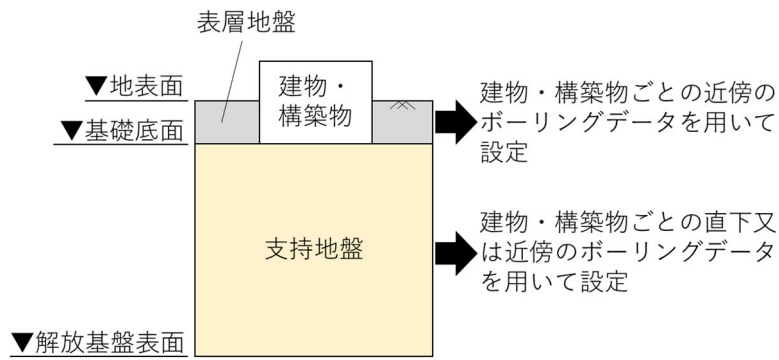 表層地盤
▼地表面
建物・
構築物
建物・構築物ごとの近傍の
ボーリングデータを用いて
設定
▼基礎底面
支持地盤
建物・構築物ごとの直下又
は近傍のボーリングデータ
を用いて設定
▼解放基盤表面